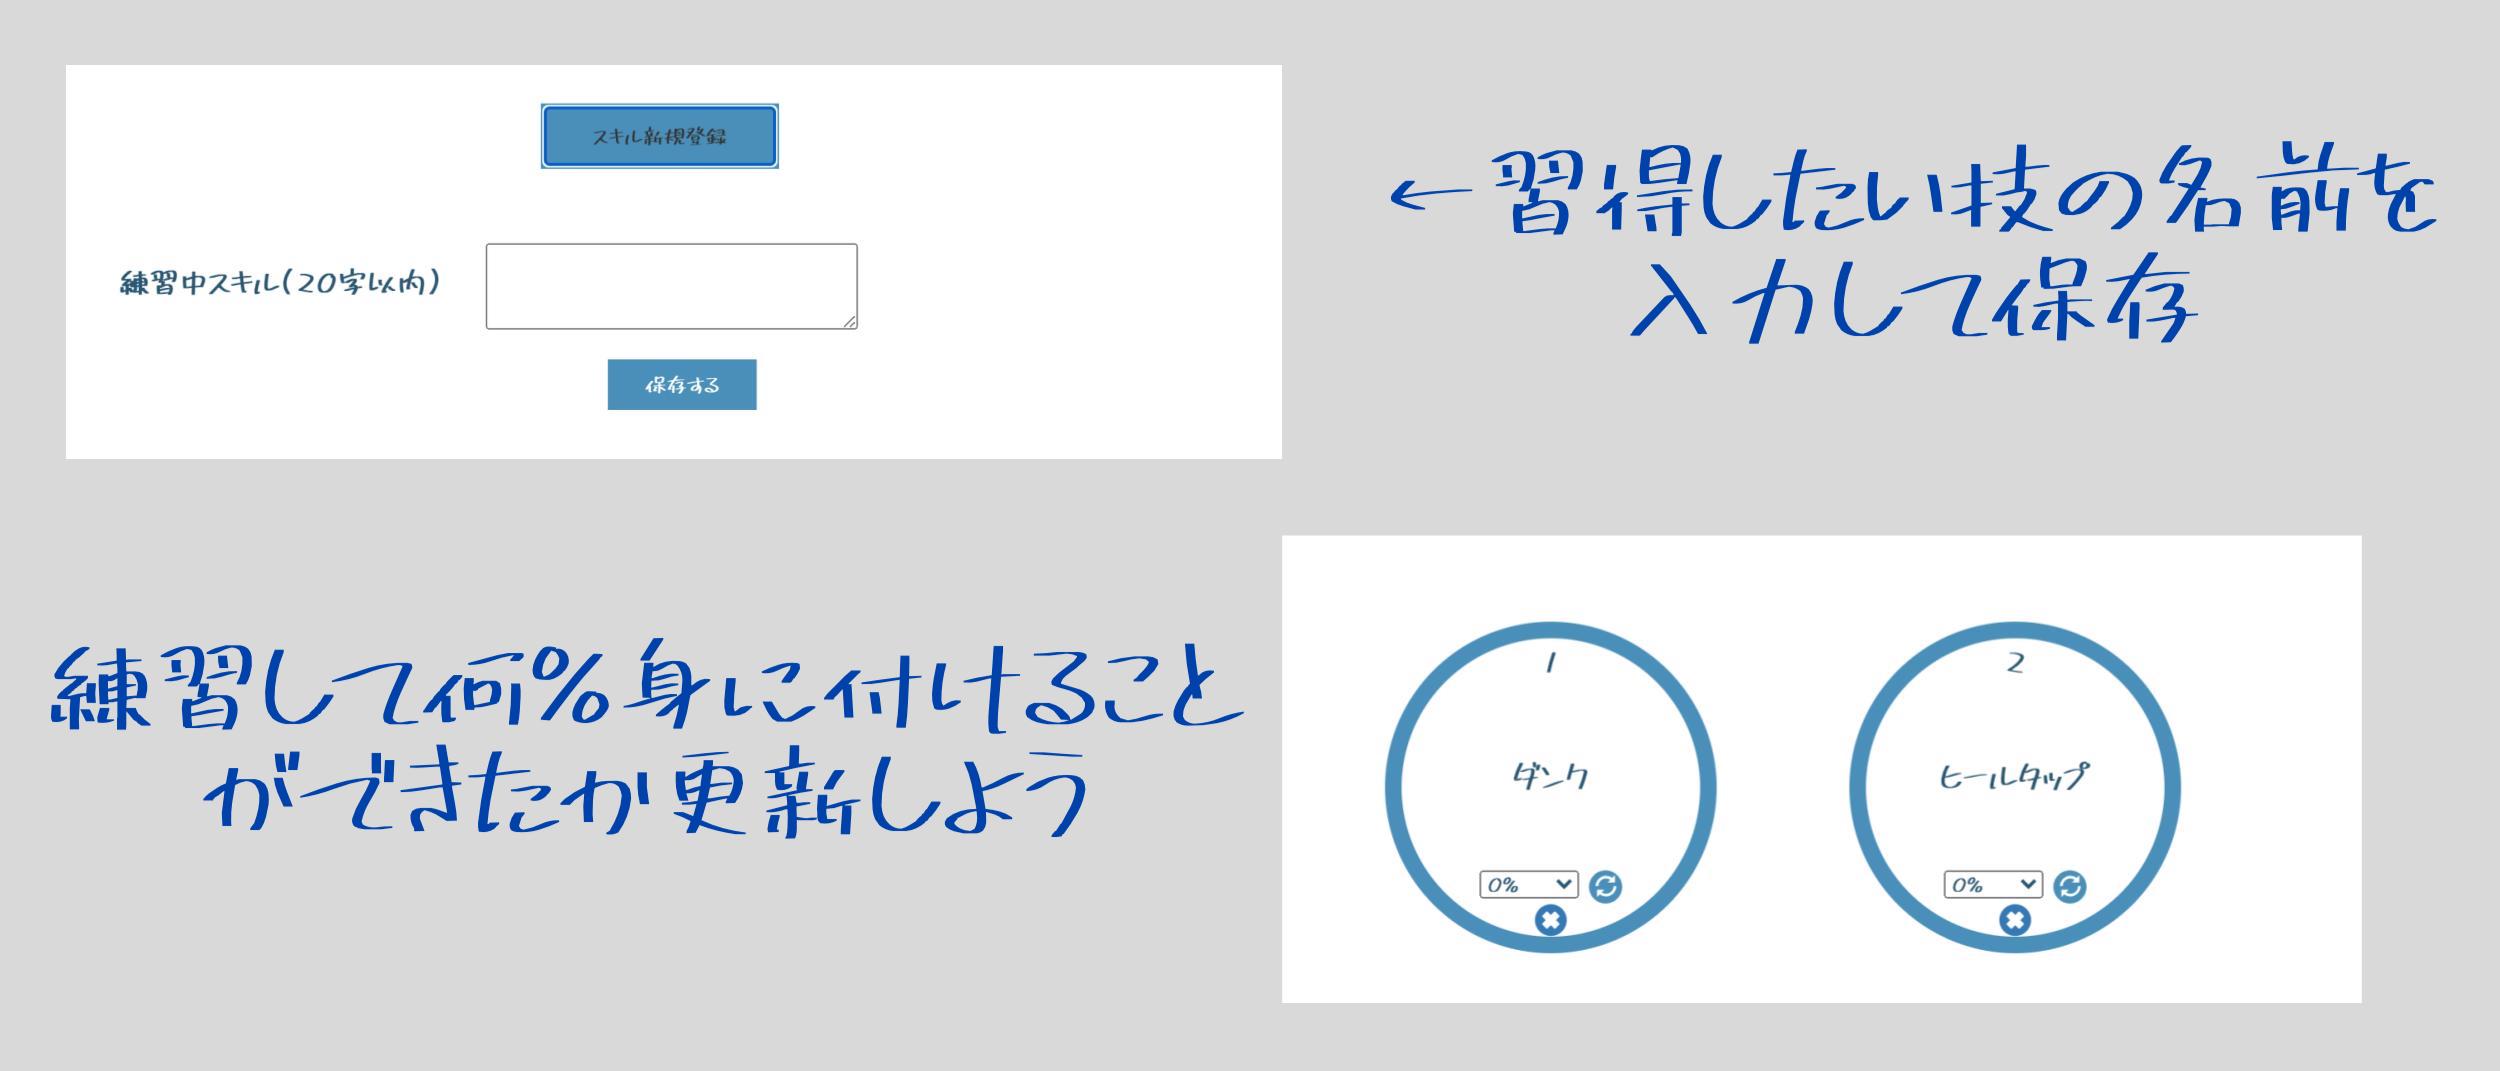 スキル新規登録
練習中スキル(20字以内)
保存する
← 習得したい技の名前を
入力して保存
練習して何%身につ付けること
ができたか更新しよう
1
ダンク
0%
2
ヒールタップ
0%